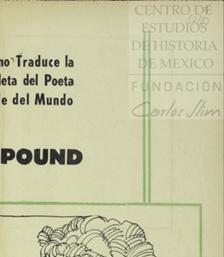 CENTRO DE
ESTUDIOS
DE HISTORIA
DE MEXICO
FUNDACIÓN
Carlos Slim
no Traduce la
leta del Poeta
e del Mundo
POUND